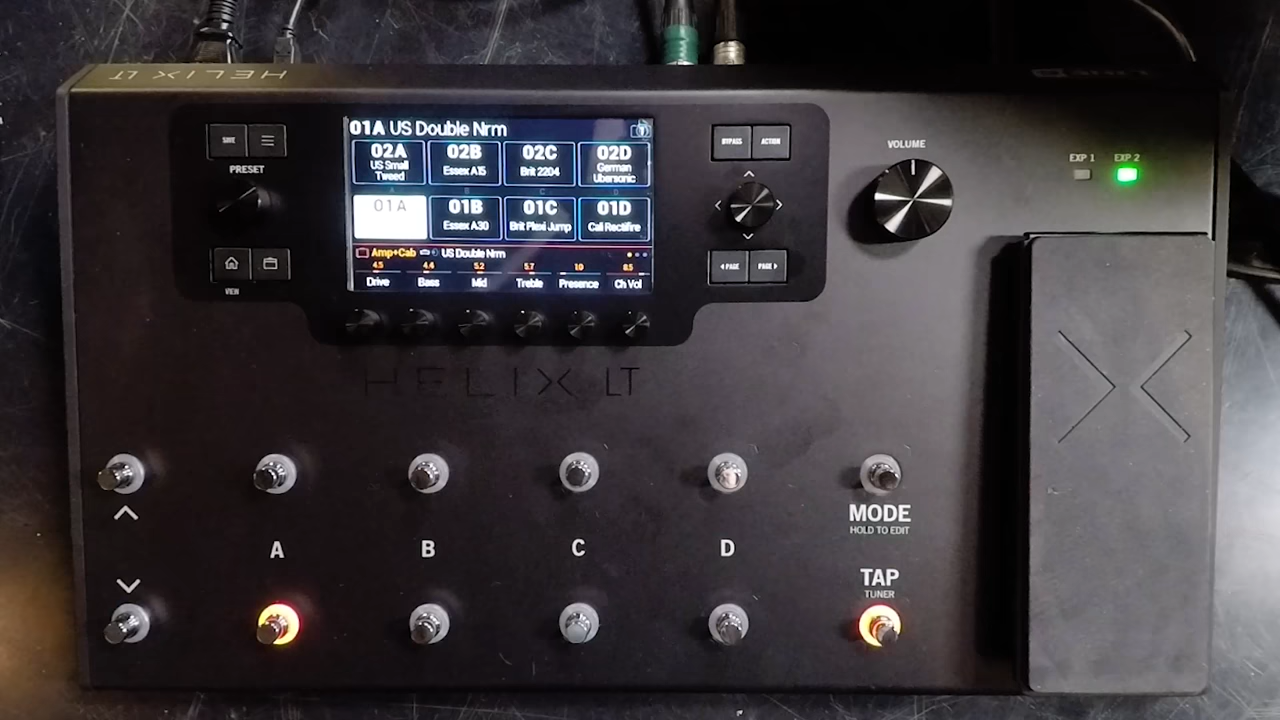 HELIX LT
SAVE
PRESET
VIEW
01A US Double Nrm
02A
US Small
Tweed
02B
Essex A15
02C
Brit 2204
02D
German
Ubersonic
A B C D
01A
01B
Essex A30
01C
Brit Plexi Jump
01D
Cali Rectifire
Amp+Cab US Double Nrm
4.5 4.4 5.2 5.7 1.0 8.5
Drive Bass Mid Treble Presence Ch Vol
BYPASS ACTION
< PAGE PAGE >
VOLUME
EXP 1 EXP 2
HELIX LT
MODE
HOLD TO EDIT
A B C D
TAP
TUNER